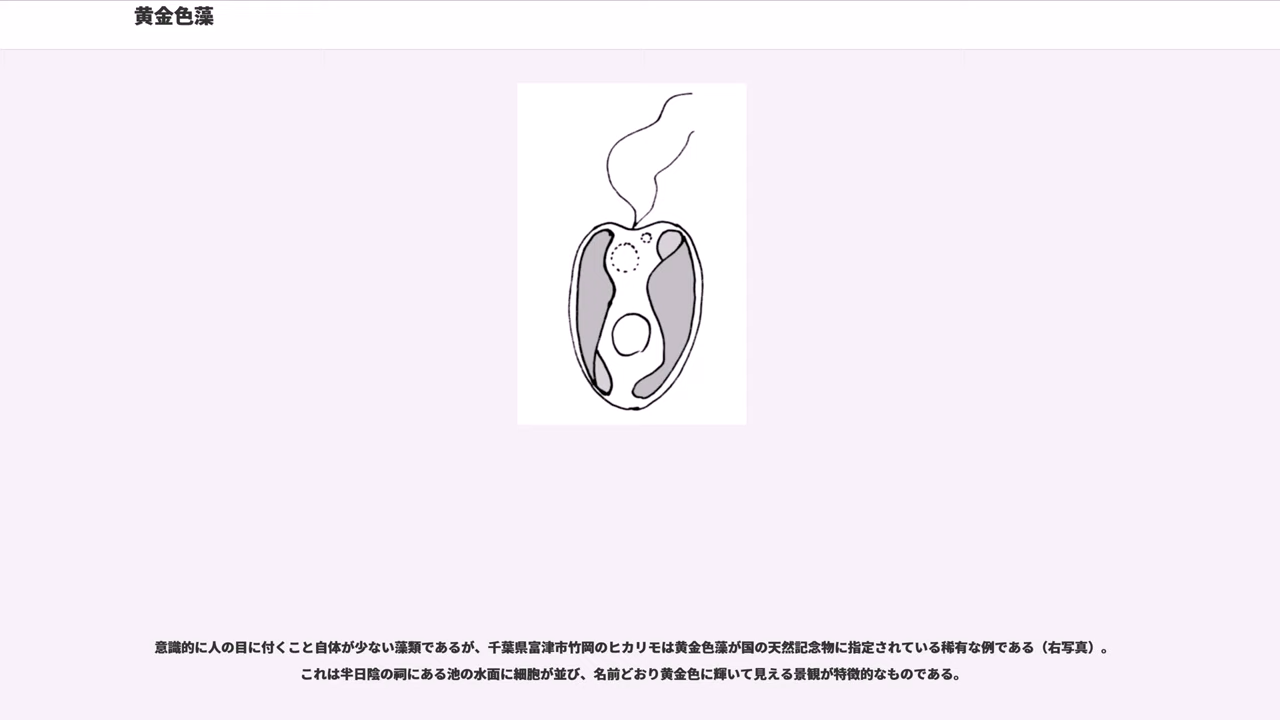 黄金色藻
意識的に人の目に付くこと自体が少ない藻類であるが、千葉県富津市竹岡のヒカリモは黄金色藻が国の天然記念物に指定されている稀有な例である（右写真）。
これは半日陰の祠にある池の水面に細胞が並び、名前どおり黄金色に輝いて見える景観が特徴的なものである。